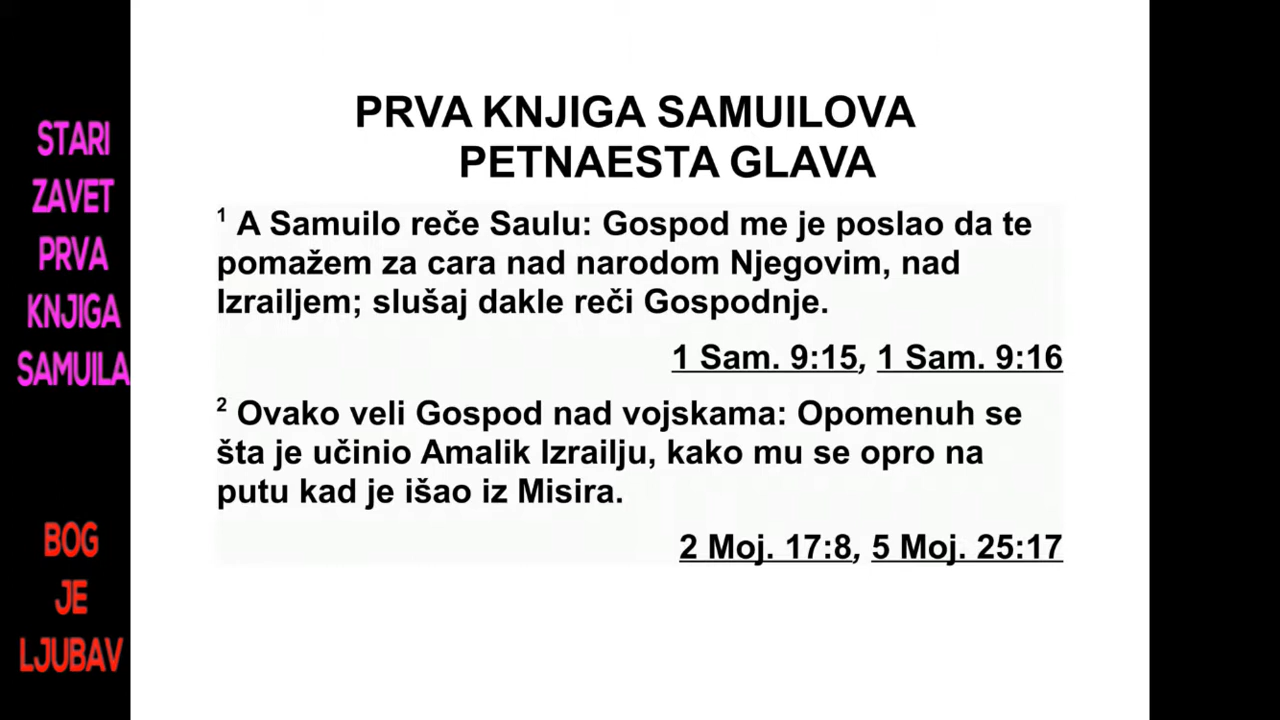 STARI
ZAVET
PRVA
KNJIGA
SAMUILA
BOG
JE
LJUBAV
PRVA KNJIGA SAMUILOVA
PETNAESTA GLAVA
1 A Samuilo reče Saulu: Gospod me je poslao da te
pomažem za cara nad narodom Njegovim, nad
Izrailjem; slušaj dakle reči Gospodnje.
1 Sam. 9:15, 1 Sam. 9:16
2 Ovako veli Gospod nad vojskama: Opomenuh se
šta je učinio Amalik Izrailju, kako mu se opro na
putu kad je išao iz Misira.
2 Moj. 17:8, 5 Moj. 25:17